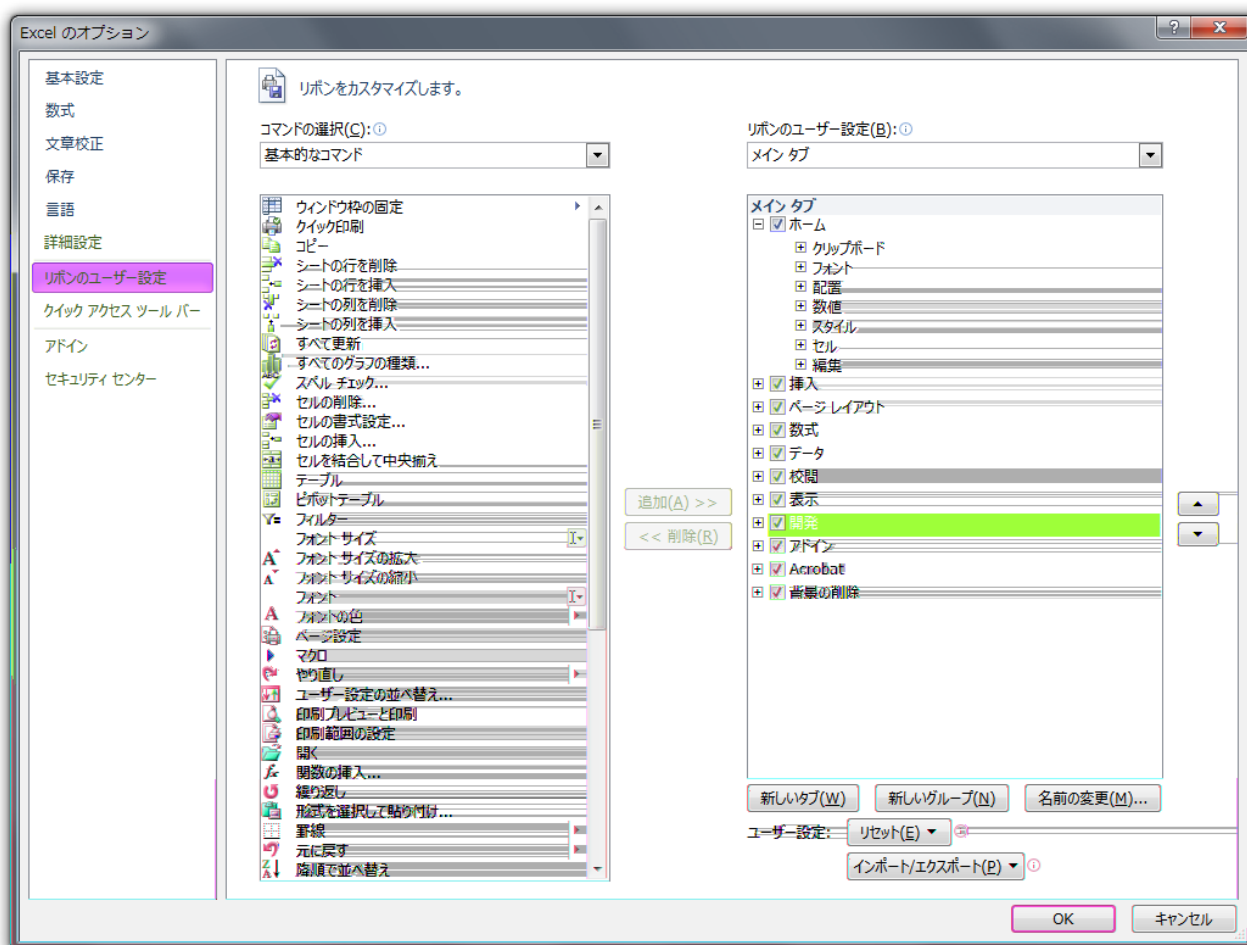 Excel のオプション
基本設定
数式
文章校正
保存
言語
詳細設定
リボンのユーザー設定
クイック アクセス ツール バー
アドイン
セキュリティ センター
リボンをカスタマイズします。
コマンドの選択(C):
基本的なコマンド
ウィンドウ枠の固定
クイック印刷
コピー
シートの行を削除
シートの行を挿入
シートの列を削除
シートの列を挿入
すべて更新
すべてのグラフの種類...
スペル チェック...
セルの削除...
セルの書式設定...
セルの挿入...
セルを結合して中央揃え
テーブル
ピボットテーブル
フィルター
フォント サイズ
フォント サイズの拡大
フォント サイズの縮小
フォント
フォントの色
ページ設定
マクロ
やり直し
ユーザー設定の並べ替え...
印刷プレビューと印刷
印刷範囲の設定
開く
関数の挿入...
繰り返し
形式を選択して貼り付け...
罫線
元に戻す
降順で並べ替え
追加(A) >>
<< 削除(R)
リボンのユーザー設定(B):
メイン タブ
メイン タブ
ホーム
クリップボード
フォント
配置
数値
スタイル
セル
編集
挿入
ページ レイアウト
数式
データ
校閲
表示
開発
アドイン
Acrobat
背景の削除
新しいタブ(W)
新しいグループ(N)
名前の変更(M)...
ユーザー設定:
リセット(E)
インポート/エクスポート(P)
OK
キャンセル